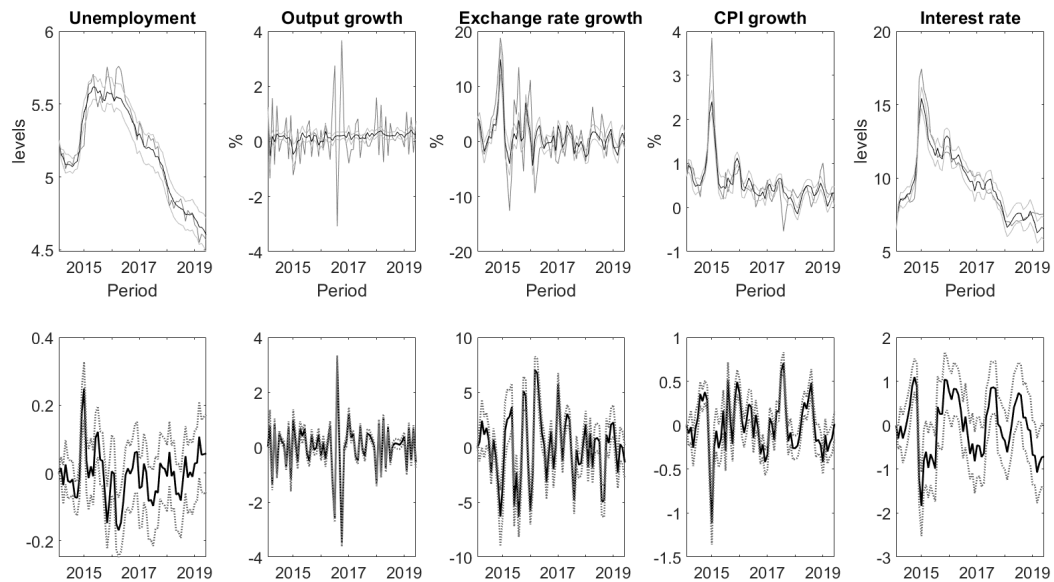 Unemployment Output growth Exchange rate growth CPI growth Interest rate
6 4 20 4 20
5.5 2 10 3 15
5 0 0 2 10
4.5 -2 -10 1 5
-4 -20 0
-1
levels % % % levels
2015 2017 2019 2015 2017 2019 2015 2017 2019 2015 2017 2019 2015 2017 2019
Period Period Period Period Period
0.4 4 10 1 2
0.2 2 5 0.5 1
0 0 0 0 0
-0.2 -2 -5 -0.5 -1
-4 -10 -1 -2
-1.5 -3
2015 2017 2019 2015 2017 2019 2015 2017 2019 2015 2017 2019 2015 2017 2019